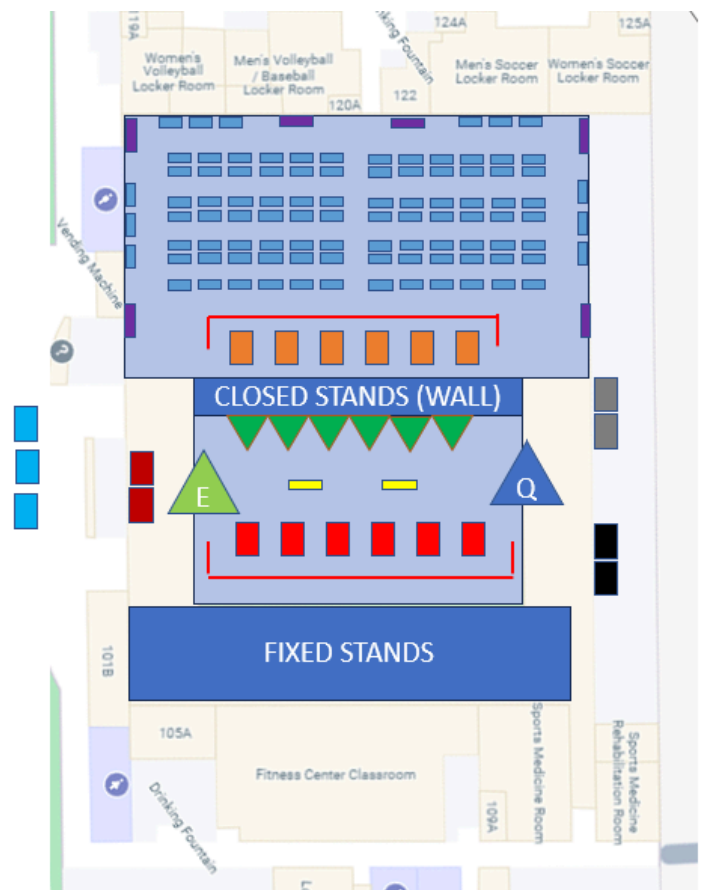 119A
124A
125A
Drinking Fountain
Women's
Volleyball
Locker Room
Men's Volleyball
/ Baseball
Locker Room
120A
122
Men's Soccer
Locker Room
Women's Soccer
Locker Room
Vending Machine
CLOSED STANDS (WALL)
E
Q
FIXED STANDS
101B
105A
Fitness Center Classroom
Drinking
Fountain
109A
Sports Medicine Room
Sports Medicine
Rehabilitation Room